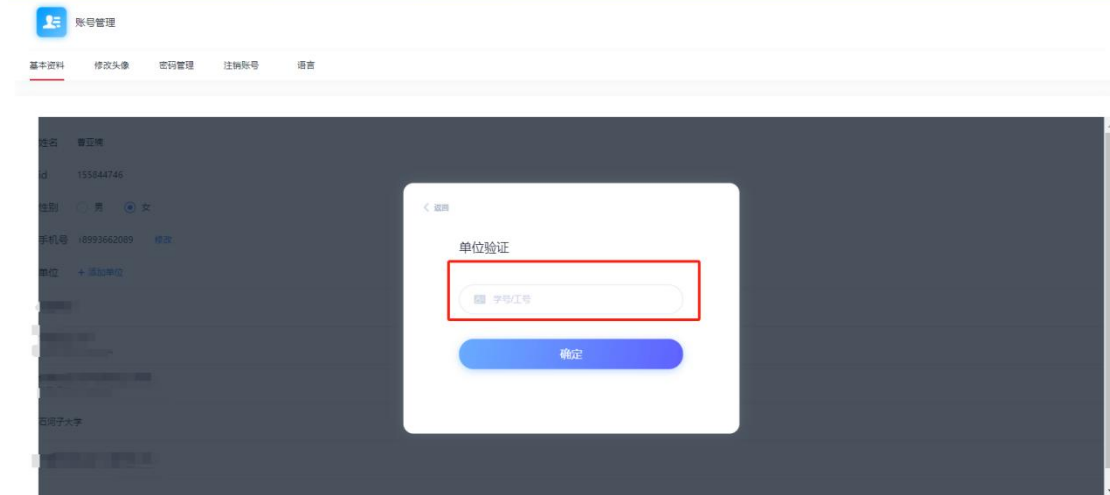 账号管理
基本资料 修改头像 密码管理 注销账号 语言
姓名
id 155844746
性别 男 女
手机号 18993662089 修改
单位 + 添加单位
石河子大学
< 返回
单位验证
学号/工号
确定